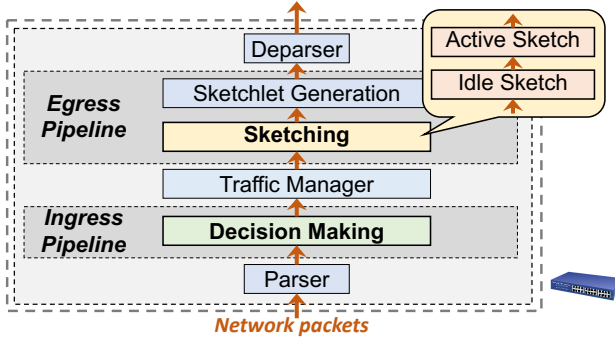 Deparser
Active Sketch
Idle Sketch
Egress
Pipeline
Sketchlet Generation
Sketching
Traffic Manager
Ingress
Pipeline
Decision Making
Parser
Network packets